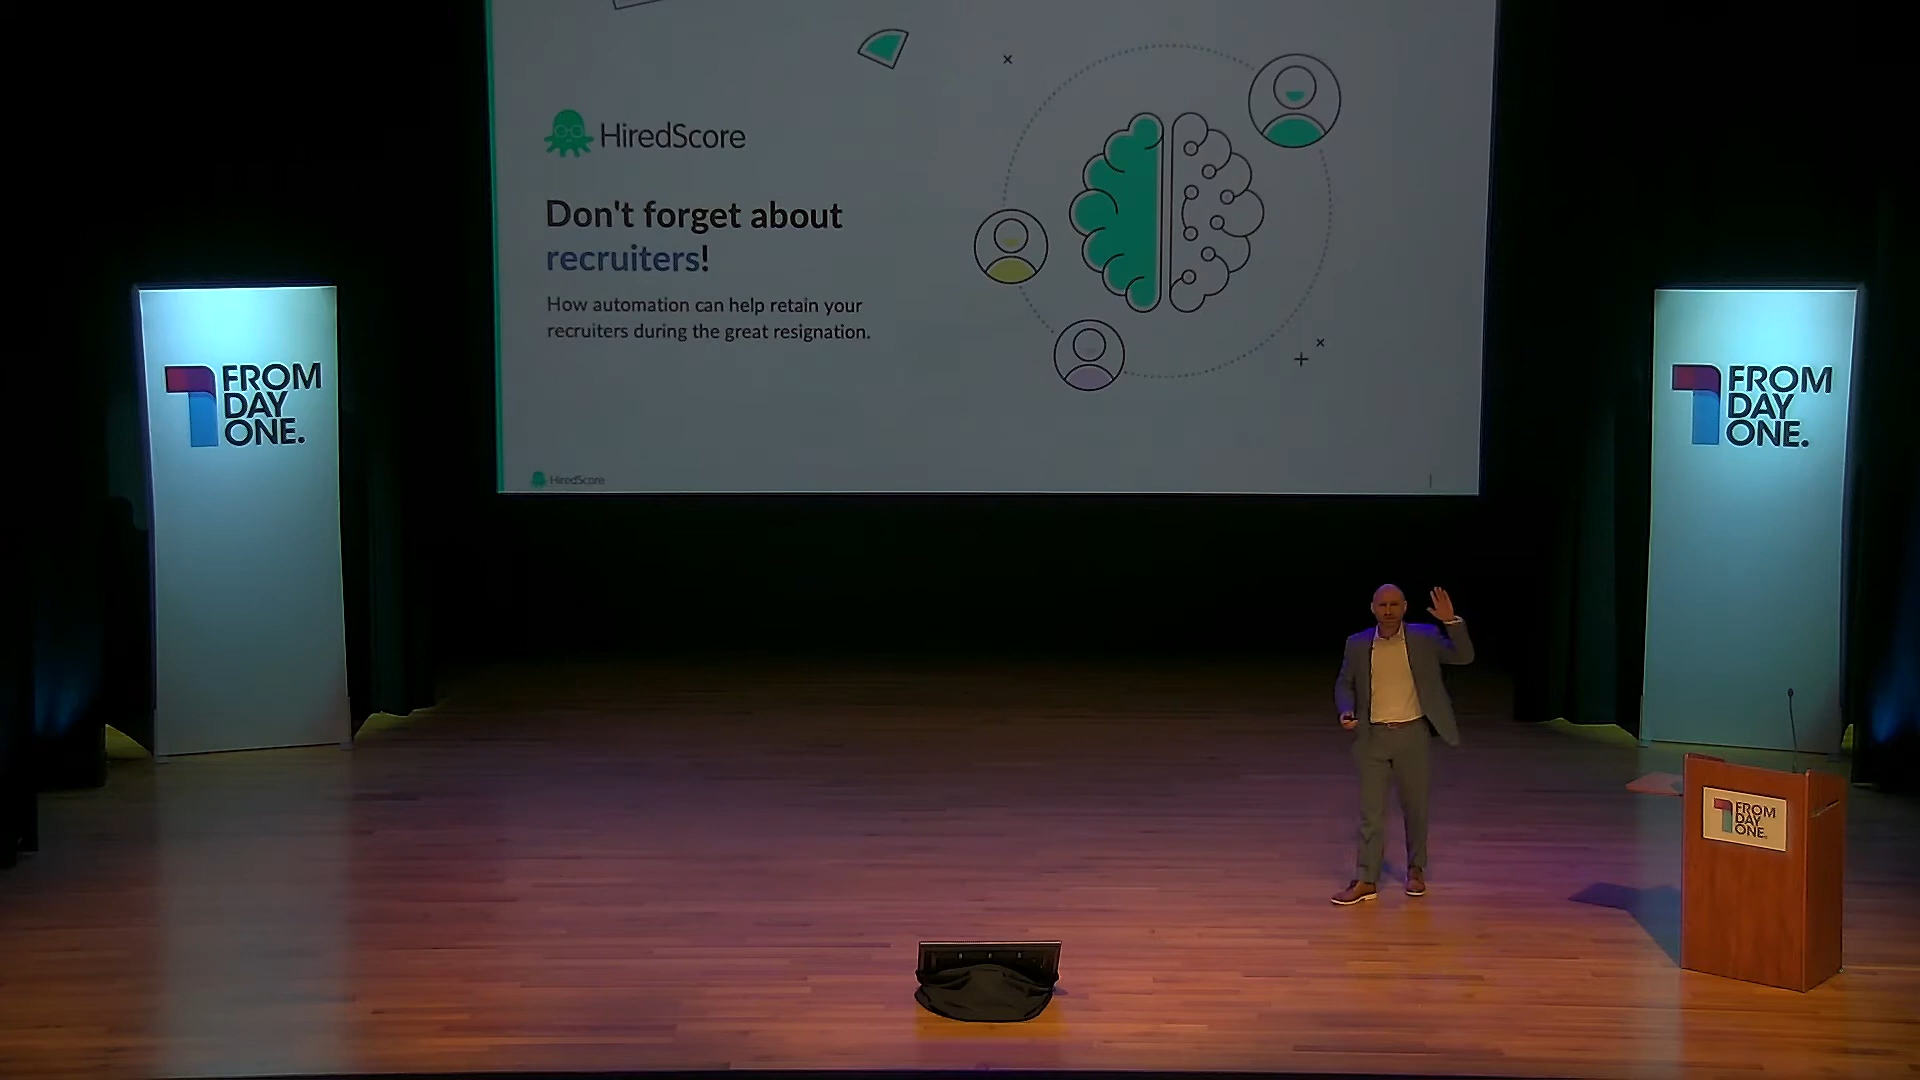 HiredScore
Don't forget about
recruiters!
How automation can help retain your
recruiters during the great resignation.
HiredScore
FROM
DAY
ONE.
FROM
DAY
ONE.
FROM
DAY
ONE.